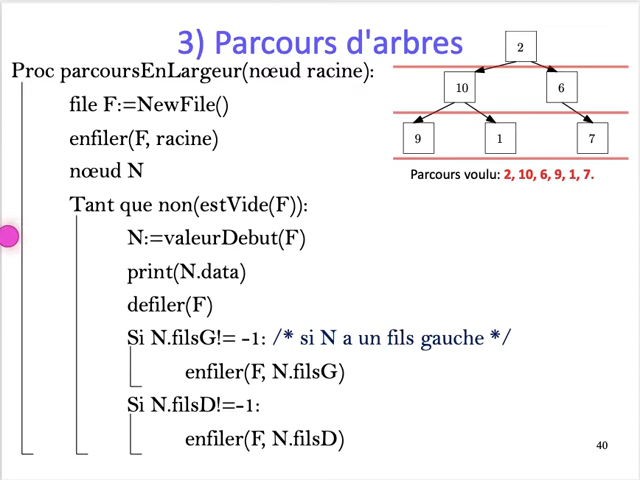 3) Parcours d'arbres
Proc parcoursEnLargeur(nœud racine):
file F:=NewFile()
enfiler(F, racine)
nœud N
Tant que non(estVide(F)):
N:=valeurDebut(F)
print(N.data)
defiler(F)
Si N.filsG!= -1: /* si N a un fils gauche */
enfiler(F, N.filsG)
Si N.filsD!=-1:
enfiler(F, N.filsD)
2
10 6
9 1 7
Parcours voulu: 2, 10, 6, 9, 1, 7.
40